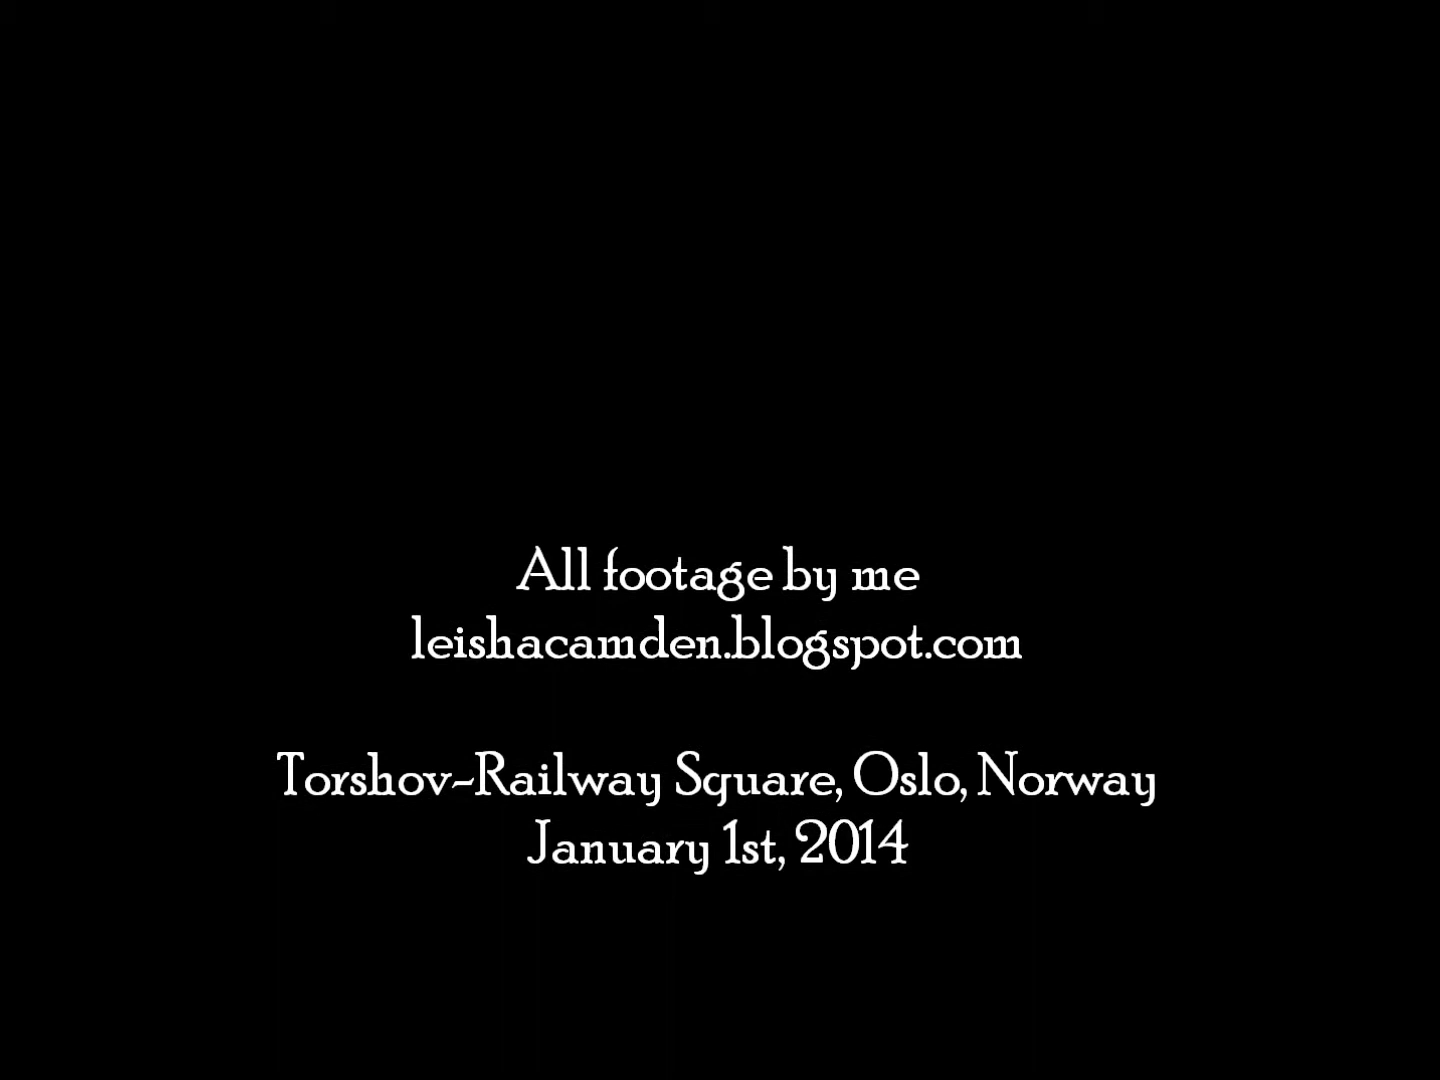 All footage by me
leishacamden.blogspot.com
Torshov-Railway Square, Oslo, Norway
January 1st, 2014